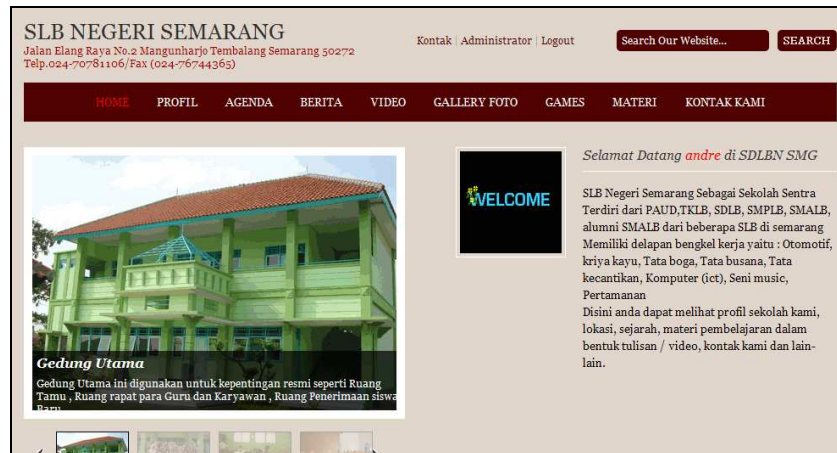 SLB NEGERI SEMARANG
Jalan Elang Raya No.2 Mangunharjo Tembalang Semarang 50272
Telp.024-70781106/Fax (024-76744365)
Kontak | Administrator | Logout
Search Our Website...
SEARCH
HOME PROFIL AGENDA BERITA VIDEO GALLERY FOTO GAMES MATERI KONTAK KAMI
Gedung Utama
Gedung Utama ini digunakan untuk kepentingan resmi seperti Ruang
Tamu , Ruang rapat para Guru dan Karyawan , Ruang Penerimaan siswa
Baru
WELCOME
Selamat Datang andre di SDLBN SMG
SLB Negeri Semarang Sebagai Sekolah Sentra
Terdiri dari PAUD,TKLB, SDLB, SMPLB, SMALB,
alumni SMALB dari beberapa SLB di semarang
Memiliki delapan bengkel kerja yaitu : Otomotif,
kriya kayu, Tata boga, Tata busana, Tata
kecantikan, Komputer (ict), Seni music,
Pertamanan
Disini anda dapat melihat profil sekolah kami,
lokasi, sejarah, materi pembelajaran dalam
bentuk tulisan / video, kontak kami dan lain-
lain.